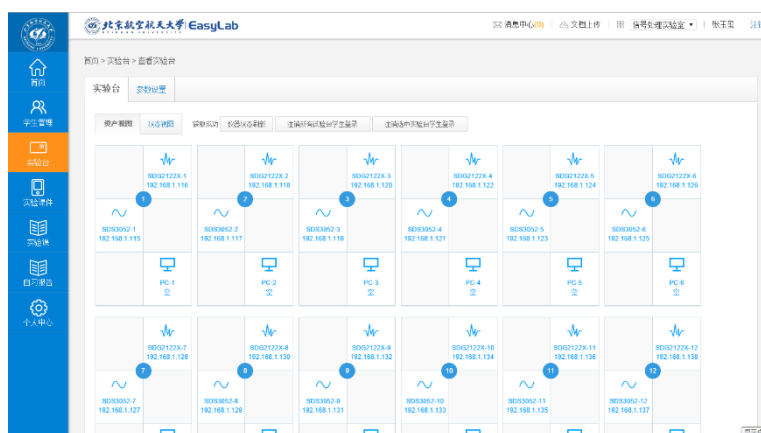 北京航空航天大学 EasyLab
消息中心(0) 文档上传 信号处理实验室 张玉玺 注销
首页
学生管理
实验台
实验课件
实验课
自习报告
个人中心
首页 > 实验台 > 查看实验台
实验台 参数设置
资产视图 状态视图 获取成功 仪器状态刷新 注销所有试验台学生登录 注销选中实验台学生登录
SDG2122X-1 SDG2122X-2 SDG2122X-3 SDG2122X-4 SDG2122X-5 SDG2122X-6
192.168.1.116 192.168.1.118 192.168.1.120 192.168.1.122 192.168.1.124 192.168.1.126
1 2 3 4 5 6
SDS3052-1 SDS3052-2 SDS3052-3 SDS3052-4 SDS3052-5 SDS3052-6
192.168.1.115 192.168.1.117 192.168.1.119 192.168.1.121 192.168.1.123 192.168.1.125
PC-1 PC-2 PC-3 PC-4 PC-5 PC-6
空 空 空 空 空 空
SDG2122X-7 SDG2122X-8 SDG2122X-9 SDG2122X-10 SDG2122X-11 SDG2122X-12
192.168.1.128 192.168.1.130 192.168.1.132 192.168.1.134 192.168.1.136 192.168.1.138
7 8 9 10 11 12
SDS3052-7 SDS3052-8 SDS3052-9 SDS3052-10 SDS3052-11 SDS3052-12
192.168.1.127 192.168.1.129 192.168.1.131 192.168.1.133 192.168.1.135 192.168.1.137